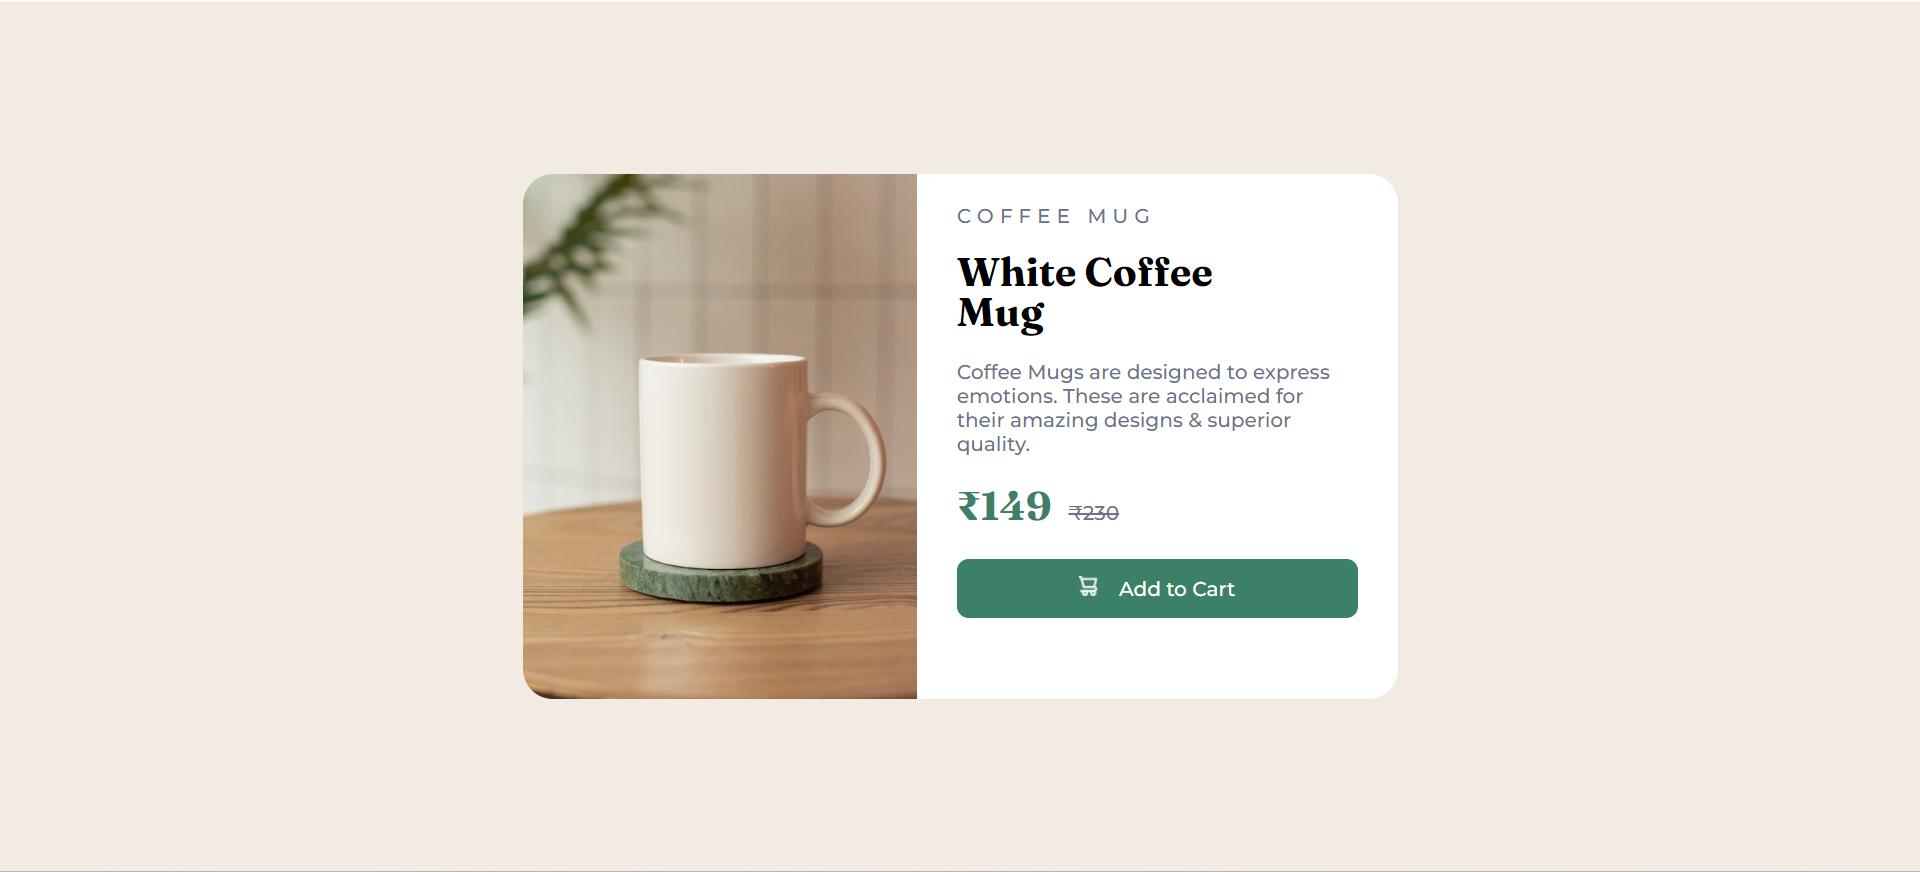 COFFEE MUG
White Coffee
Mug
Coffee Mugs are designed to express
emotions. These are acclaimed for
their amazing designs & superior
quality.
₹149 ₹230
Add to Cart